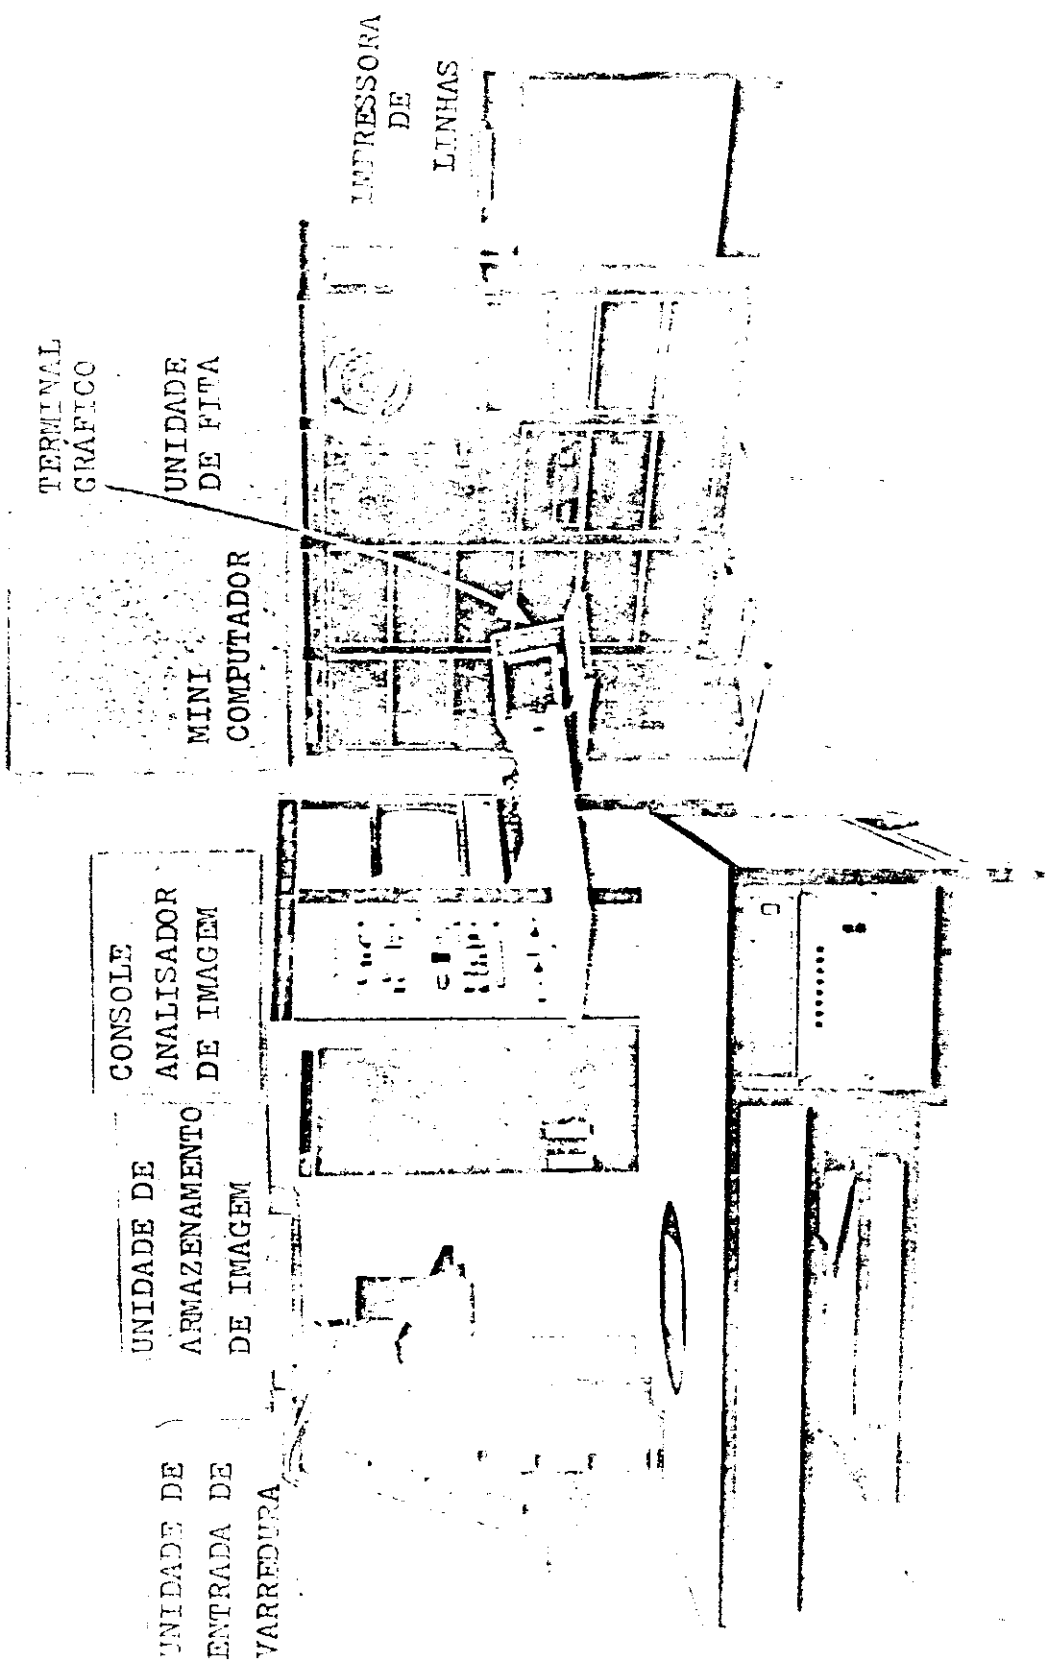 UNIDADE DE
ENTRADA DE
VARREDURA
UNIDADE DE
ARMAZENAMENTO
DE IMAGEM
CONSOLE
ANALISADOR
DE IMAGEM
MINI
COMPUTADOR
TERMINAL
GRÁFICO
UNIDADE
DE FITA
IMPRESSORA
DE
LINHAS